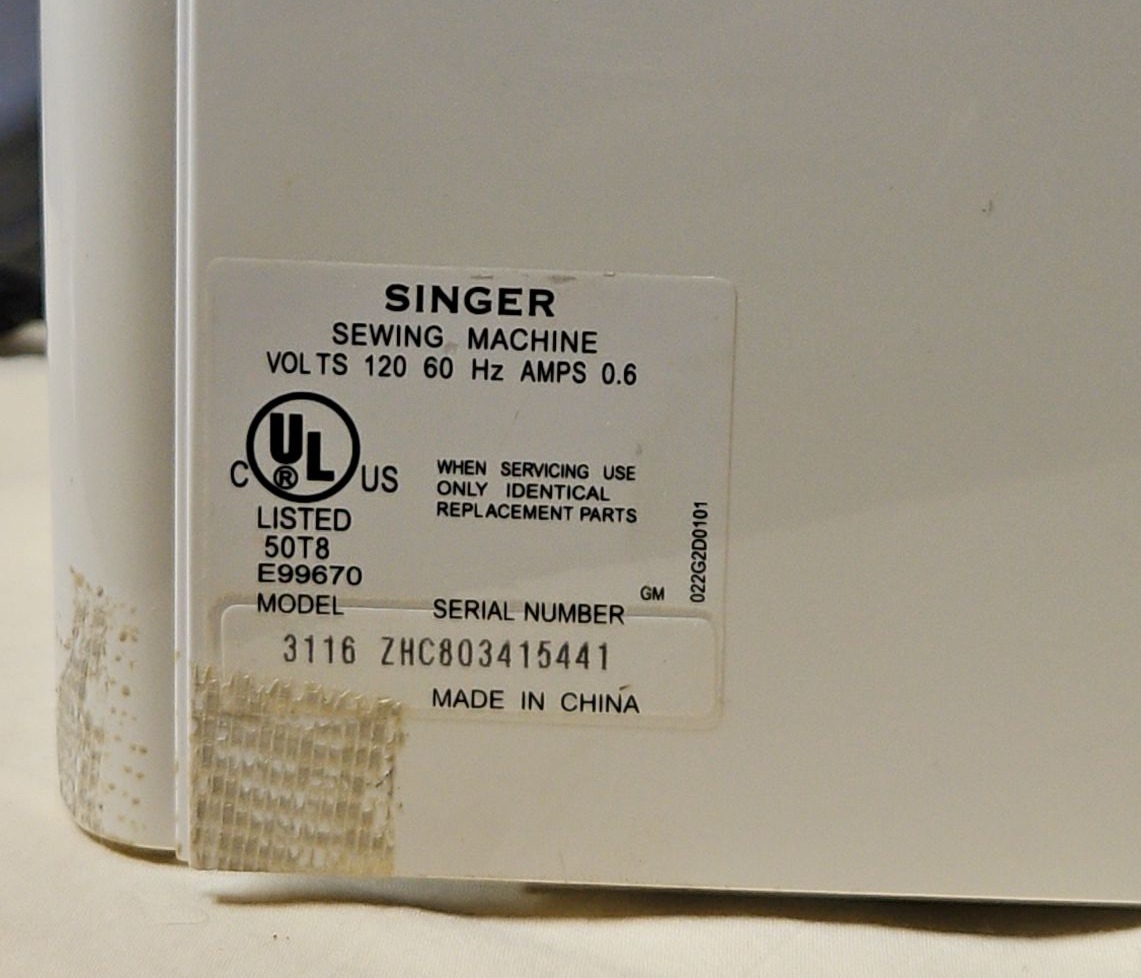 SINGER
SEWING MACHINE
VOLTS 120 60 Hz AMPS 0.6
C UL ® US
LISTED
50T8
E99670
WHEN SERVICING USE
ONLY IDENTICAL
REPLACEMENT PARTS
022G2D0101
GM
MODEL SERIAL NUMBER
3116 ZHC803415441
MADE IN CHINA